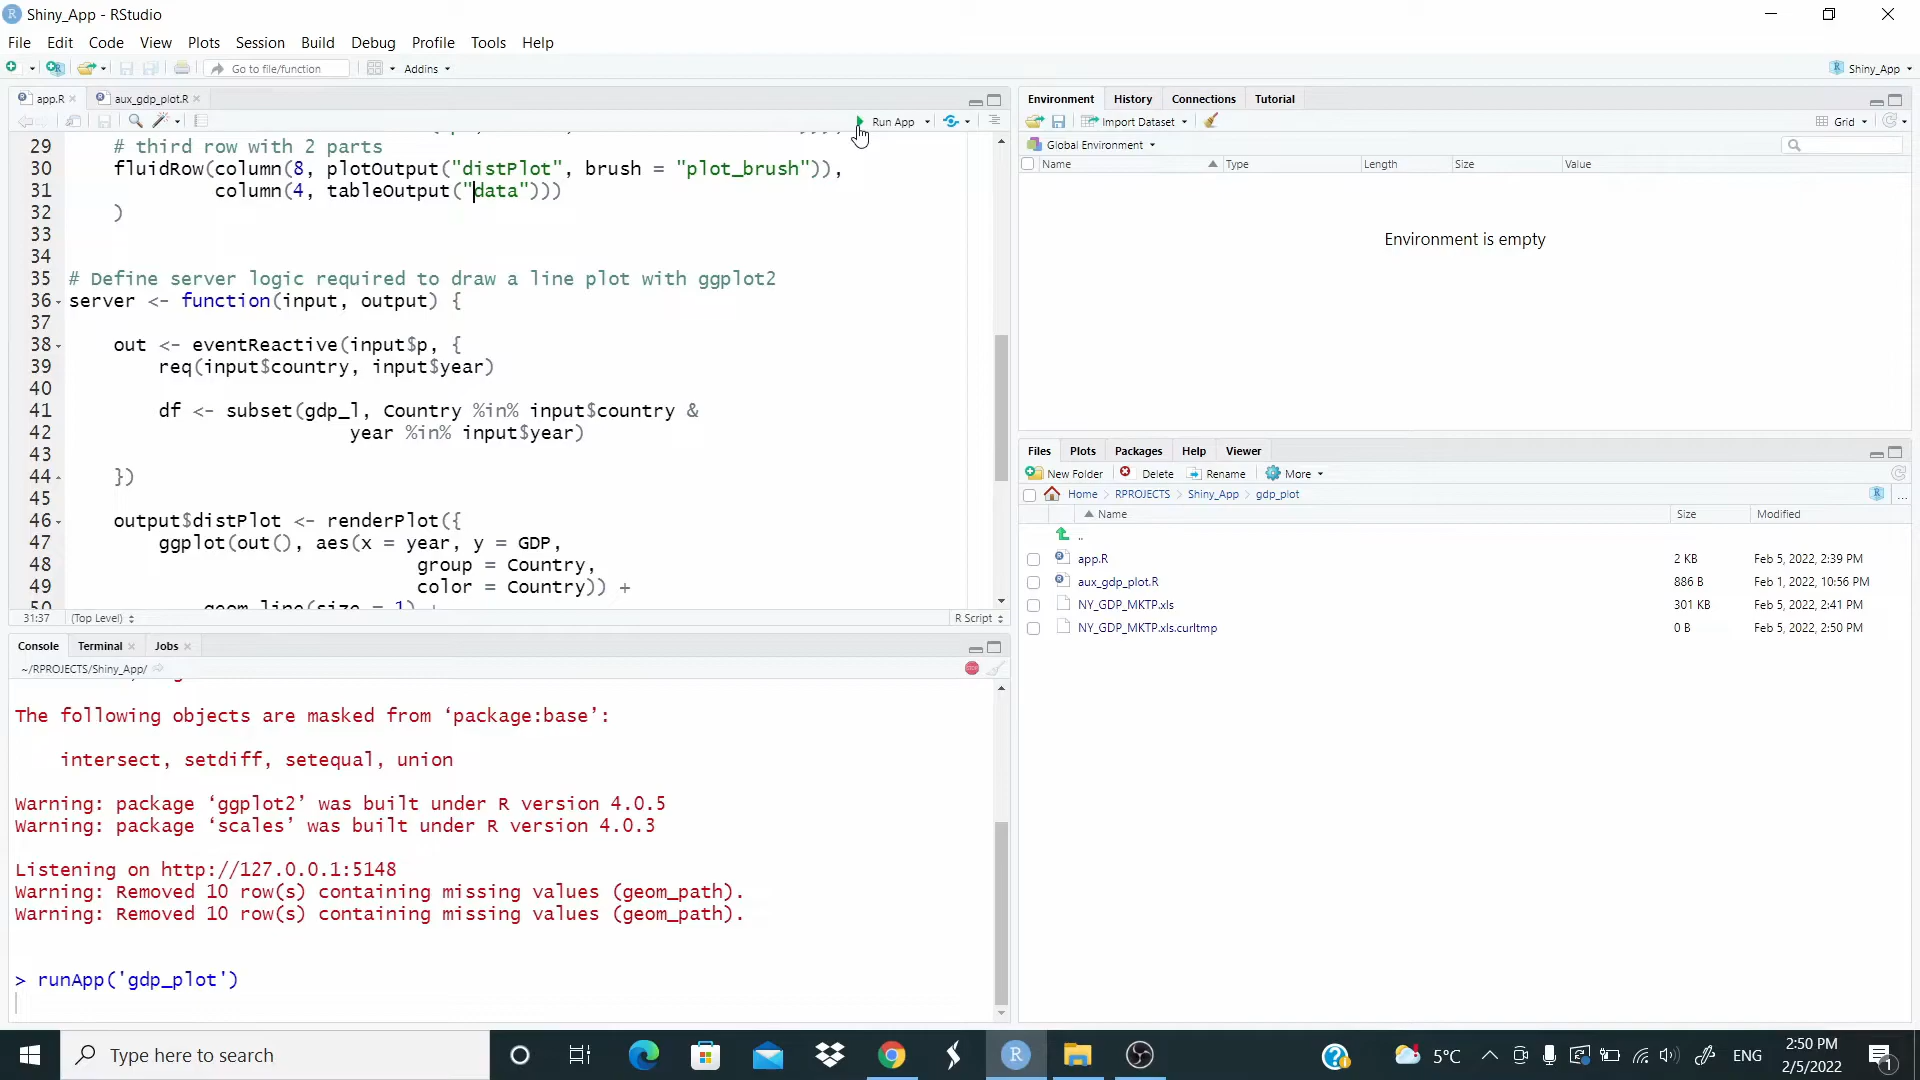 Shiny_App - RStudio
File Edit Code View Plots Session Build Debug Profile Tools Help
Go to file/function Addins Shiny_App
app.R aux_gdp_plot.R
Run App
29 # third row with 2 parts
30 fluidRow(column(8, plotOutput("distPlot", brush = "plot_brush")),
31 column(4, tableOutput("data")))
32 )
33
34
35 # Define server logic required to draw a line plot with ggplot2
36 server <- function(input, output) {
37
38 out <- eventReactive(input$p, {
39 req(input$country, input$year)
40
41 df <- subset(gdp_l, Country %in% input$country &
42 year %in% input$year)
43
44 })
45
46 output$distPlot <- renderPlot({
47 ggplot(out(), aes(x = year, y = GDP,
48 group = Country,
49 color = Country)) +
50 geom_line(size = 1) +
31:37 (Top Level) R Script
Console Terminal Jobs
~/RPROJECTS/Shiny_App/
The following objects are masked from ‘package:base’:
intersect, setdiff, setequal, union
Warning: package ‘ggplot2’ was built under R version 4.0.5
Warning: package ‘scales’ was built under R version 4.0.3
Listening on http://127.0.0.1:5148
Warning: Removed 10 row(s) containing missing values (geom_path).
Warning: Removed 10 row(s) containing missing values (geom_path).
> runApp('gdp_plot')
Environment History Connections Tutorial
Import Dataset Grid
Global Environment
Name Type Length Size Value
Environment is empty
Files Plots Packages Help Viewer
New Folder Delete Rename More
Home RPROJECTS Shiny_App gdp_plot ...
Name Size Modified
..
app.R 2 KB Feb 5, 2022, 2:39 PM
aux_gdp_plot.R 886 B Feb 1, 2022, 10:56 PM
NY_GDP_MKTP.xls 301 KB Feb 5, 2022, 2:41 PM
NY_GDP_MKTP.xls.curltmp 0 B Feb 5, 2022, 2:50 PM
Type here to search
5°C ENG 2:50 PM
2/5/2022
1